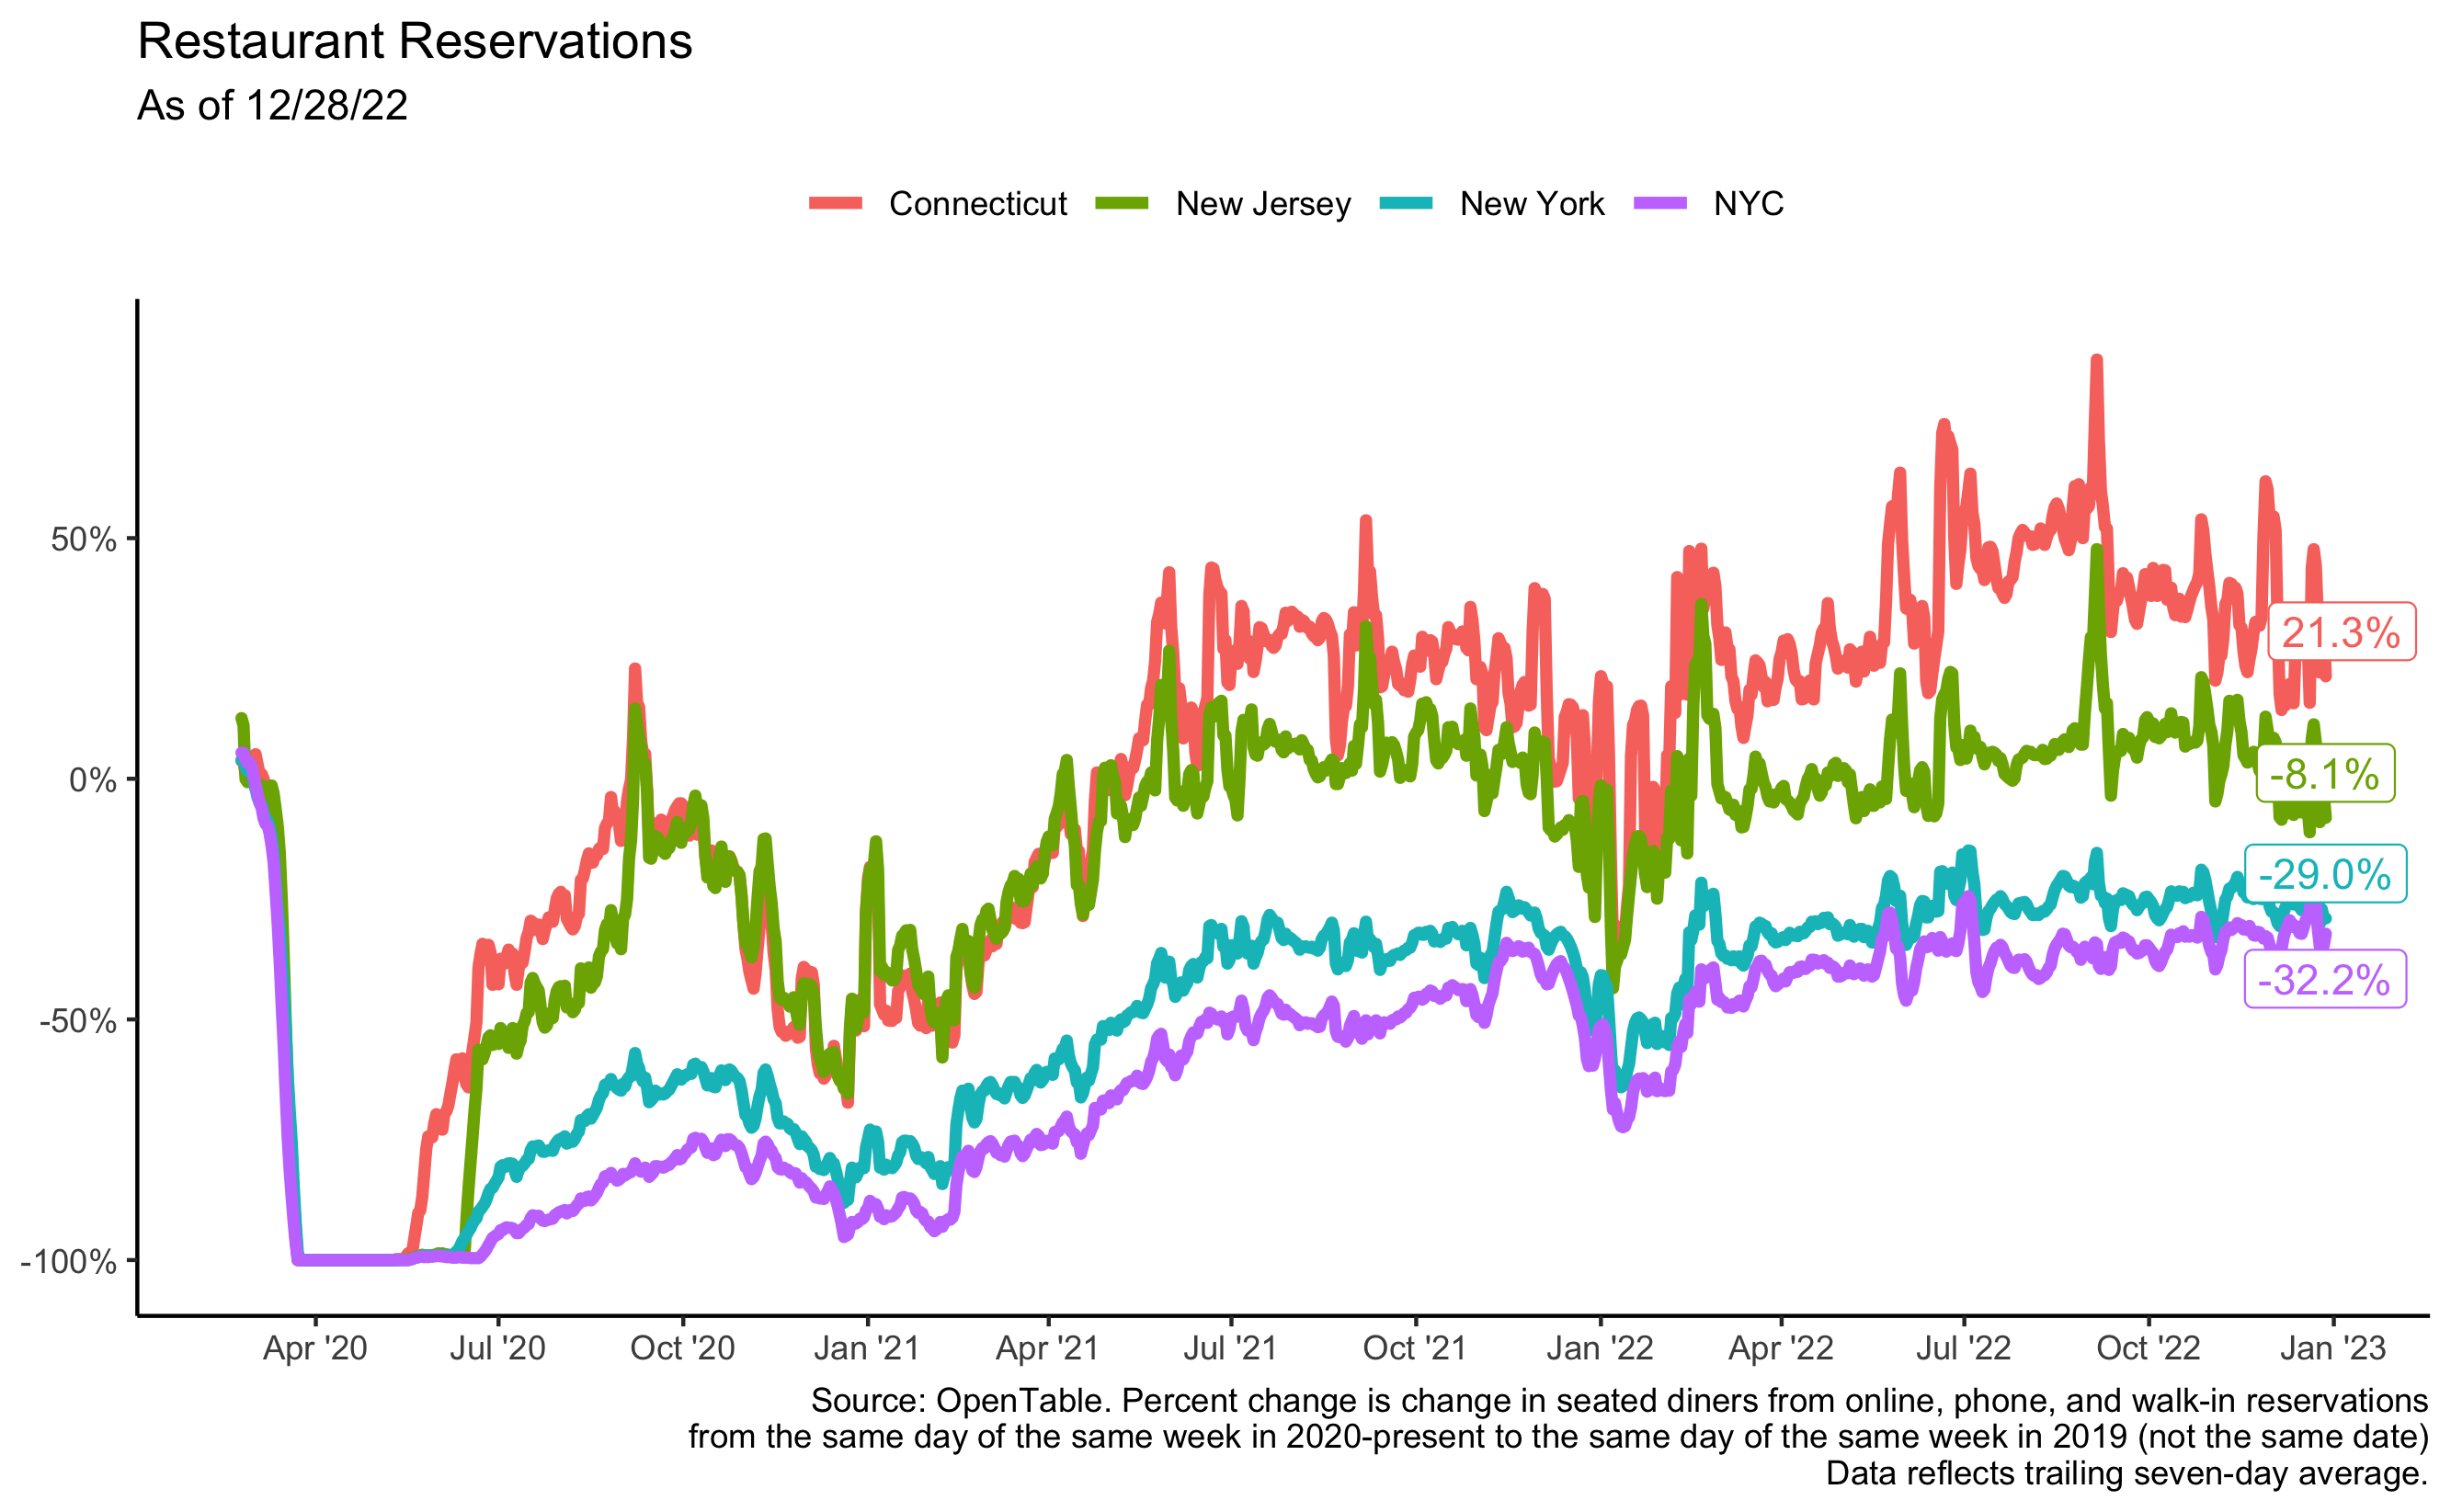 Restaurant Reservations
As of 12/28/22
Connecticut New Jersey New York NYC
50%
0%
-50%
-100%
21.3%
-8.1%
-29.0%
-32.2%
Apr '20 Jul '20 Oct '20 Jan '21 Apr '21 Jul '21 Oct '21 Jan '22 Apr '22 Jul '22 Oct '22 Jan '23
Source: OpenTable. Percent change is change in seated diners from online, phone, and walk-in reservations
from the same day of the same week in 2020-present to the same day of the same week in 2019 (not the same date)
Data reflects trailing seven-day average.